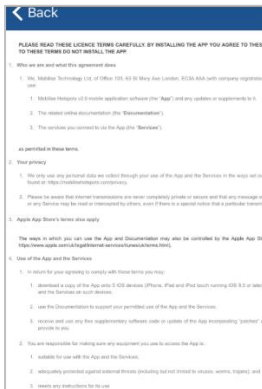 Back
PLEASE READ THESE LICENCE TERMS CAREFULLY. BY INSTALLING THE APP YOU AGREE TO THESE
TO THESE TERMS DO NOT INSTALL THE APP.
1. Who we are and what this agreement does
1. We, Mobilise Technology Ltd, of Office 103, 63 St Mary Axe London, EC3A 8AA with company registration
use:
1. Mobilise Hotspots v2.0 mobile application software (the "App"), and any updates or supplements to it.
2. The related online documentation (the "Documentation").
3. The services you connect to via the App (the "Services").
as permitted in these terms.
2. Your privacy
1. We only use any personal data we collect through your use of the App and the Services in the ways set out
found at: https://mobilisehotspots.com/privacy.
2. Please be aware that internet transmissions are never completely private or secure and that any message or
or any Service may be read or intercepted by others, even if there is a special notice that a particular transmi
3. Apple App Store's terms also apply
The ways in which you can use the App and Documentation may also be controlled by the Apple App St
https://www.apple.com/uk/legal/internet-services/itunes/uk/terms.html).
4. Use of the App and the Services
1. In return for your agreeing to comply with these terms you may:
1. download a copy of the App onto 3 iOS devices (iPhone, iPad and iPod touch running iOS 9.3 or later
and the Services on such devices.
2. use the Documentation to support your permitted use of the App and the Services.
3. receive and use any free supplementary software code or update of the App incorporating "patches"
provide to you.
2. You are responsible for making sure any equipment you use to access the App is:
1. suitable for use with the App and the Services;
2. adequately protected against external threats (including but not limited to viruses, worms, trojans); and
3. meets any instructions for its use